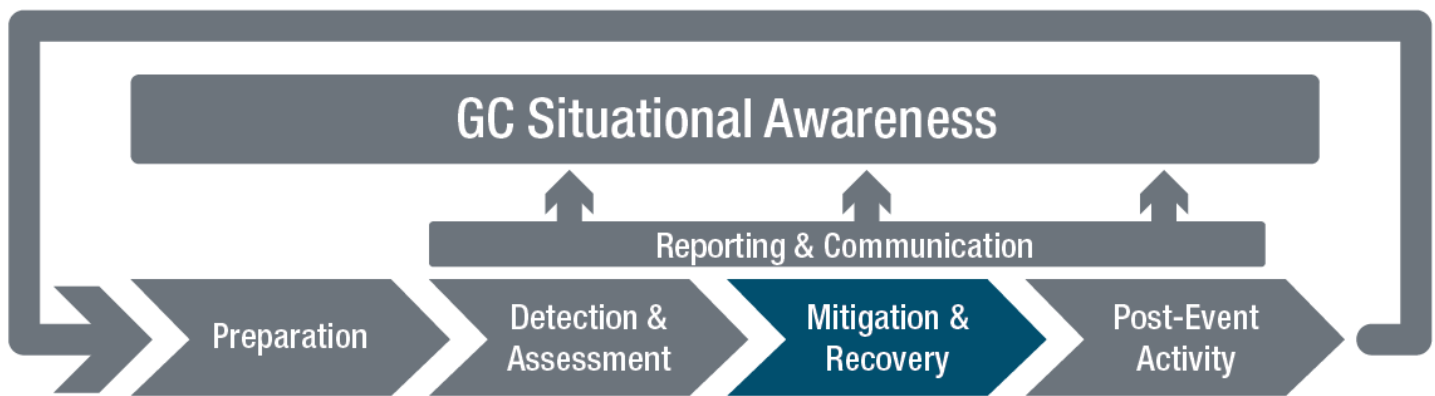 GC Situational Awareness
Reporting & Communication
Preparation
Detection &
Assessment
Mitigation &
Recovery
Post-Event
Activity